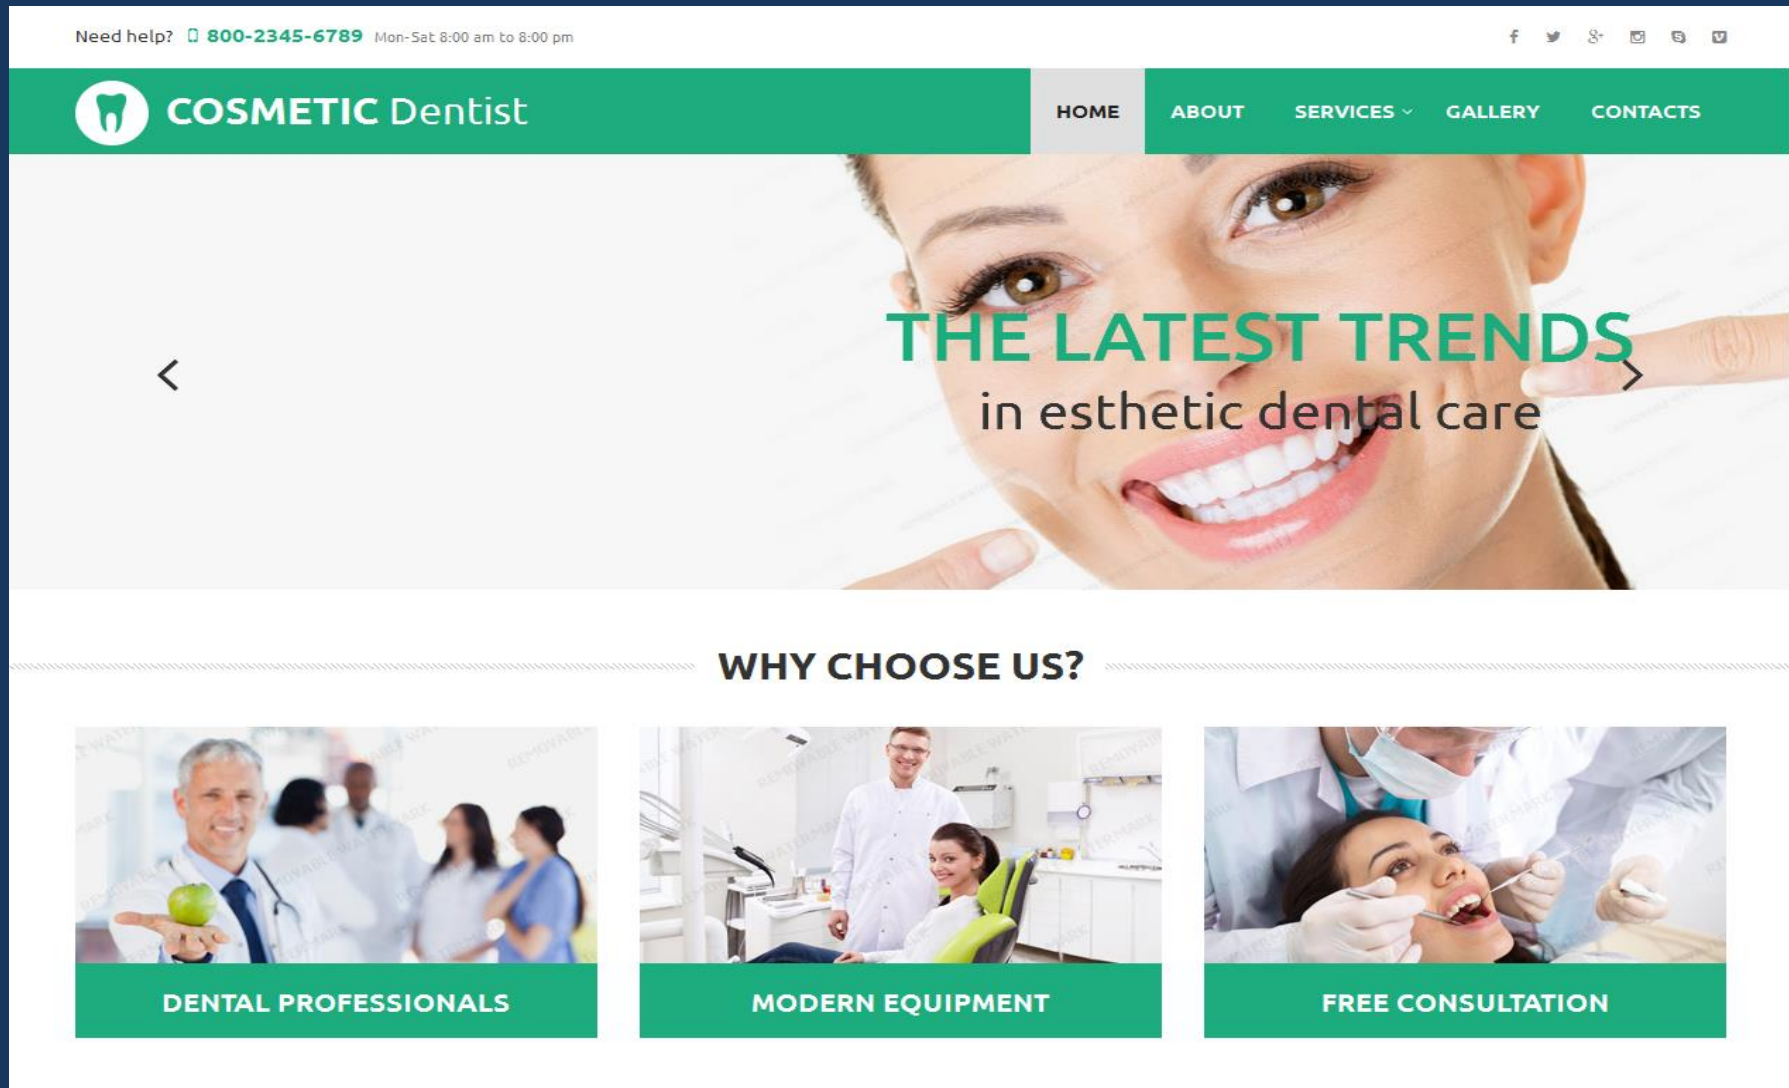 Need help? 800-2345-6789 Mon-Sat 8:00 am to 8:00 pm
COSMETIC Dentist
HOME ABOUT SERVICES GALLERY CONTACTS
THE LATEST TRENDS
in esthetic dental care
WHY CHOOSE US?
DENTAL PROFESSIONALS
MODERN EQUIPMENT
FREE CONSULTATION